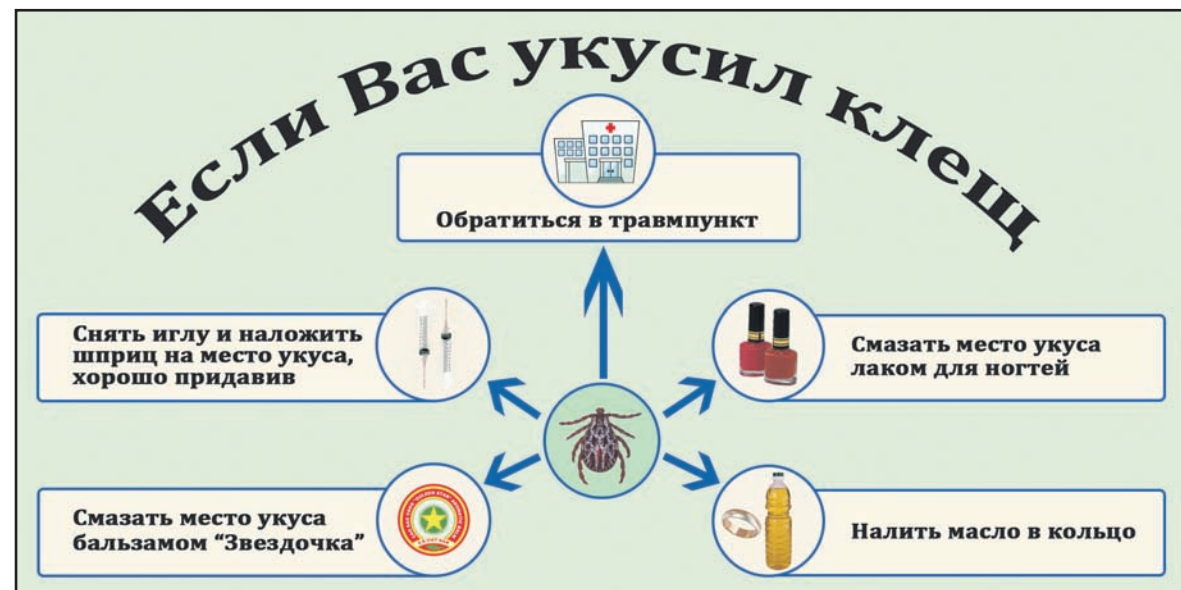 Если Вас укусил клещ
Обратиться в травмпункт
Снять иглу и наложить
шприц на место укуса,
хорошо придавив
Смазать место укуса
лаком для ногтей
Смазать место укуса
бальзамом “Звездочка”
Налить масло в кольцо